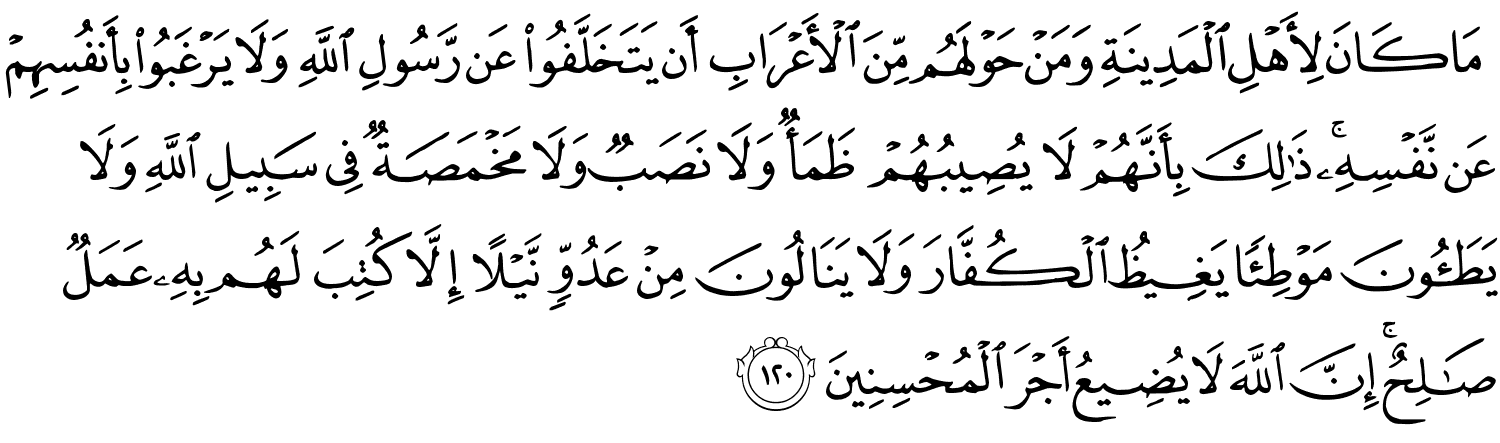 مَا كَانَ لِأَهْلِ ٱلْمَدِينَةِ وَمَنْ حَوْلَهُم مِّنَ ٱلْأَعْرَابِ أَن يَتَخَلَّفُوا۟ عَن رَّسُولِ ٱللَّهِ وَلَا يَرْغَبُوا۟ بِأَنفُسِهِمْ
عَن نَّفْسِهِۦ ۚ ذَٰلِكَ بِأَنَّهُمْ لَا يُصِيبُهُمْ ظَمَأٌ وَلَا نَصَبٌ وَلَا مَخْمَصَةٌ فِى سَبِيلِ ٱللَّهِ وَلَا
يَطَـُٔونَ مَوْطِئًا يَغِيظُ ٱلْكُفَّارَ وَلَا يَنَالُونَ مِنْ عَدُوٍّ نَّيْلًا إِلَّا كُتِبَ لَهُم بِهِۦ عَمَلٌ
صَـٰلِحٌ ۚ إِنَّ ٱللَّهَ لَا يُضِيعُ أَجْرَ ٱلْمُحْسِنِينَ ١٢٠